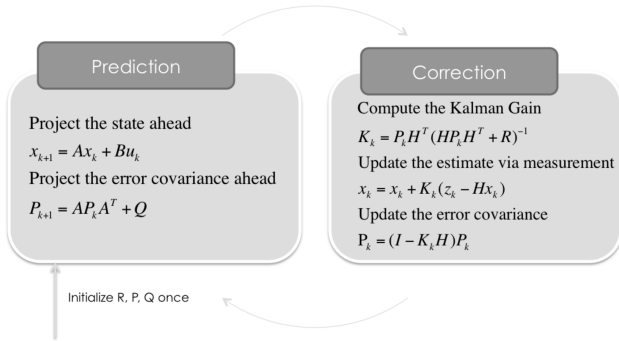 Prediction
Project the state ahead
x_{k+1} = Ax_k + Bu_k
Project the error covariance ahead
P_{k+1} = AP_kA^T + Q
Initialize R, P, Q once
Correction
Compute the Kalman Gain
K_k = P_kH^T(HP_kH^T + R)^{-1}
Update the estimate via measurement
x_k = x_k + K_k(z_k − Hx_k)
Update the error covariance
P_k = (I − K_kH)P_k